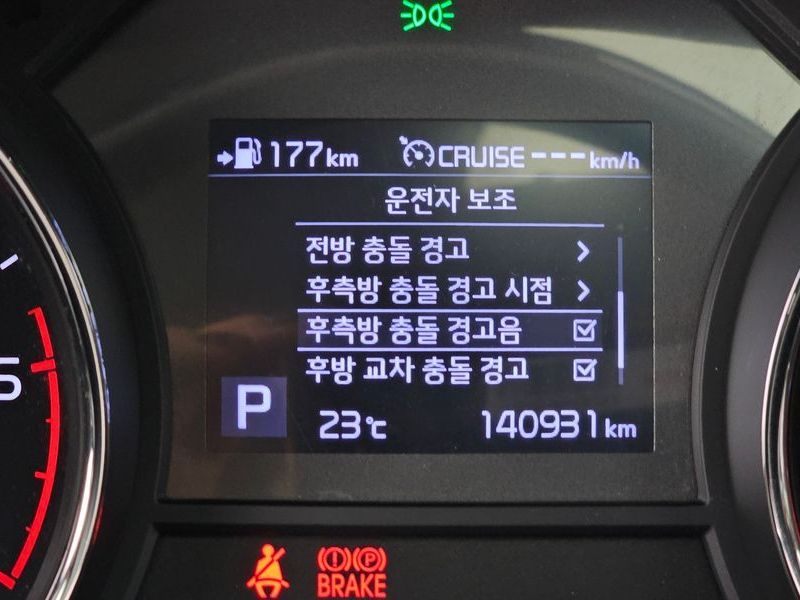 177km CRUISE---km/h
운전자 보조
전방 충돌 경고
후측방 충돌 경고 시점
후측방 충돌 경고음
후방 교차 충돌 경고
P
23℃ 140931km
5
(!) (P)
BRAKE